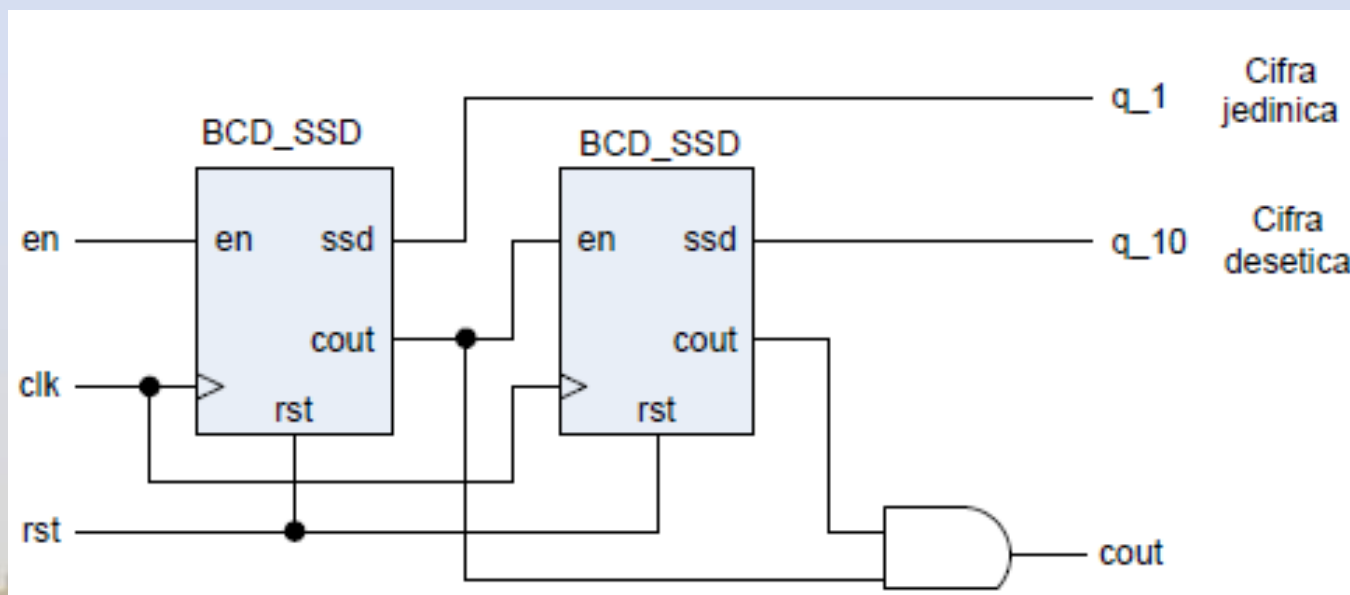 Cifra
jedinica
q_1
BCD_SSD
BCD_SSD
Cifra
desetica
en
en
ssd
en
ssd
q_10
cout
cout
clk
rst
rst
rst
cout